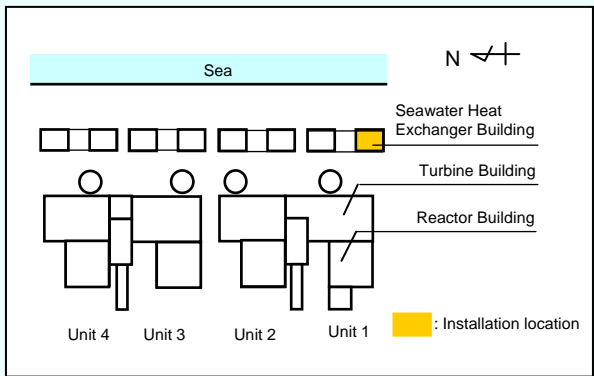 Sea
N
Seawater Heat
Exchanger Building
Turbine Building
Reactor Building
Unit 4
Unit 3
Unit 2
Unit 1
: Installation location